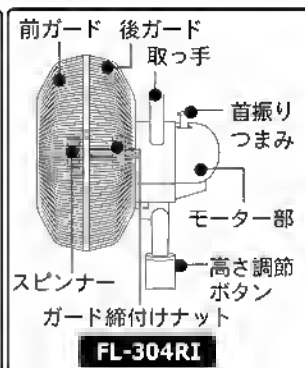 前ガード 後ガード
取っ手
首振り
つまみ
モーター部
高さ調節
ボタン
スピンナー
ガード締付けナット
FL-304RI